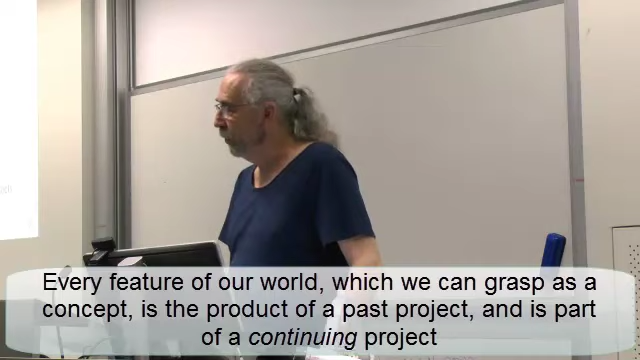 Every feature of our world, which we can grasp as a
concept, is the product of a past project, and is part
of a continuing project